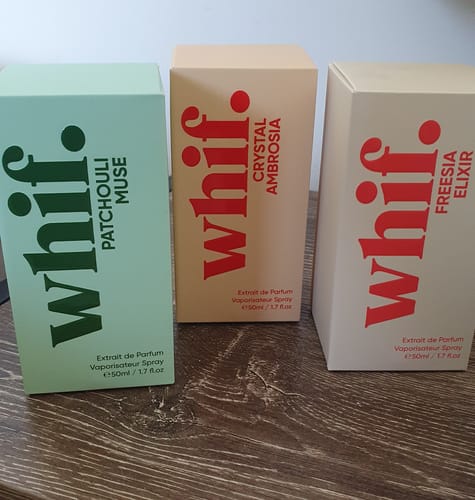 whif.
PATCHOULI
MUSE
Extrait de Parfum
Vaporisateur Spray
℮50ml / 1.7 fl.oz
whif.
CRYSTAL
AMBROSIA
Extrait de Parfum
Vaporisateur Spray
℮50ml / 1.7 fl.oz
whif.
FREESIA
ELIXIR
Extrait de Parfum
Vaporisateur Spray
℮50ml / 1.7 fl.oz